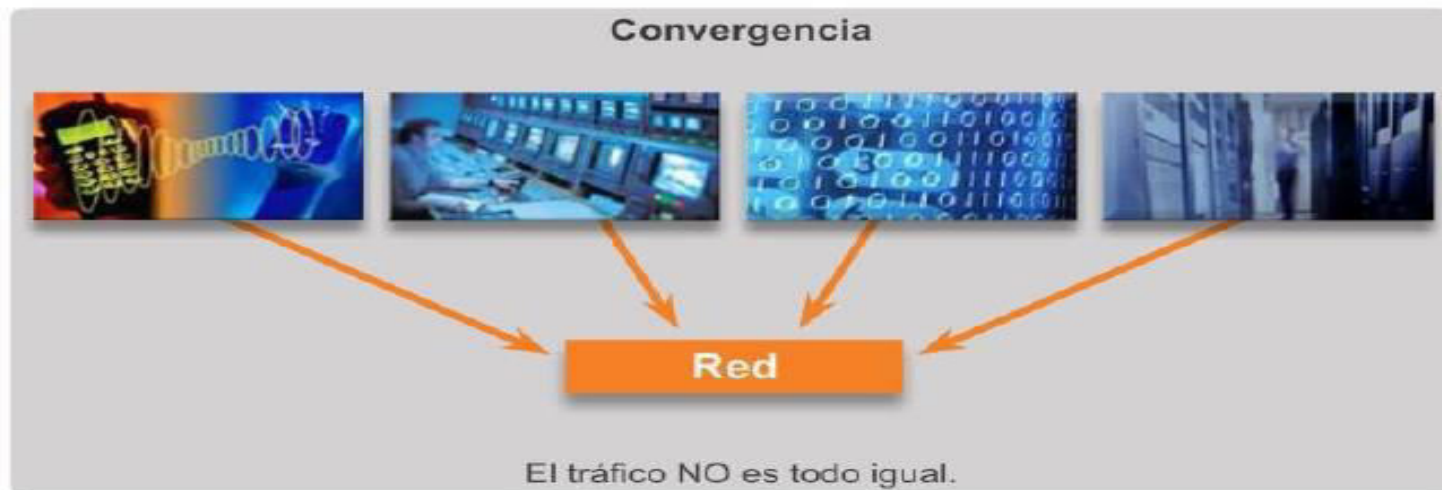 Convergencia
Red
El tráfico NO es todo igual.